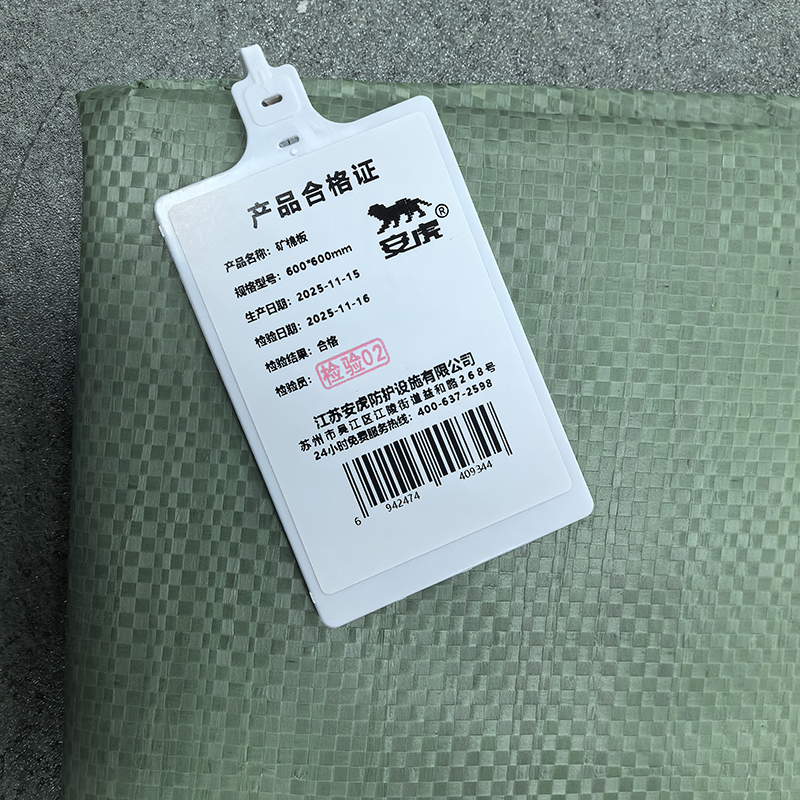 产品合格证
安虎®
产品名称：矿棉板
规格型号：600*600mm
生产日期：2025-11-15
检验日期：2025-11-16
检验结果：合格
检验员：检验02
江苏安虎防护设施有限公司
苏州市吴江区江陵街道益和路268号
24小时免费服务热线：400-637-2598
6 942474 409344